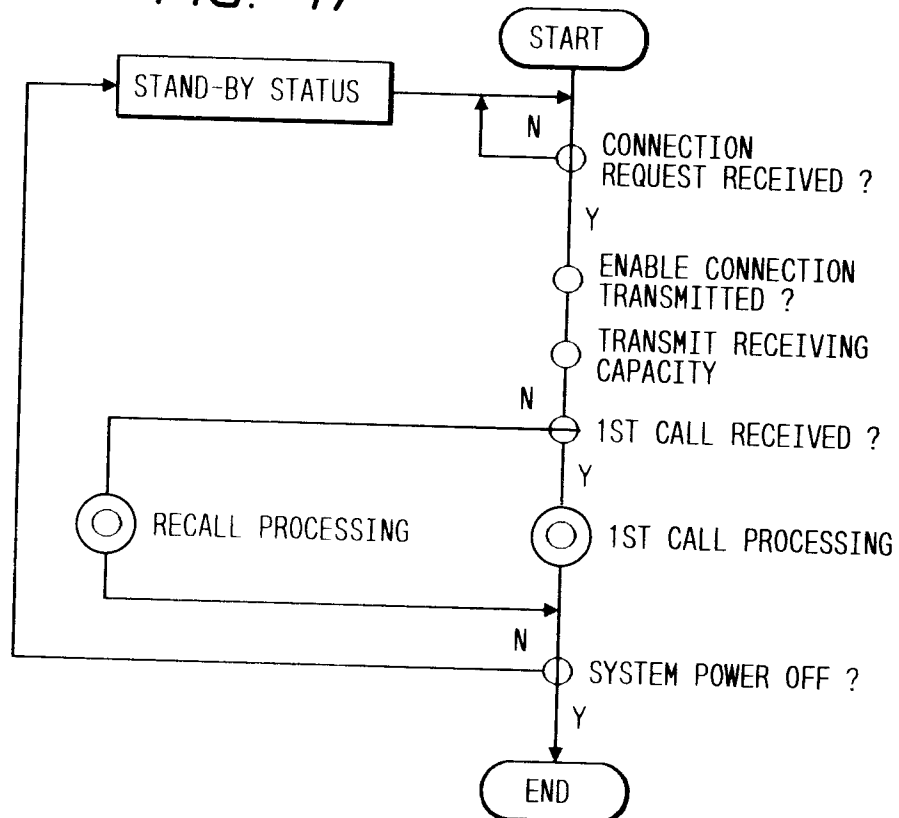 FIG.
START
STAND-BY STATUS
N
CONNECTION
REQUEST RECEIVED ?
Y
ENABLE CONNECTION
TRANSMITTED ?
TRANSMIT RECEIVING
CAPACITY
N
1ST CALL RECEIVED ?
Y
RECALL PROCESSING
1ST CALL PROCESSING
N
SYSTEM POWER OFF ?
Y
END